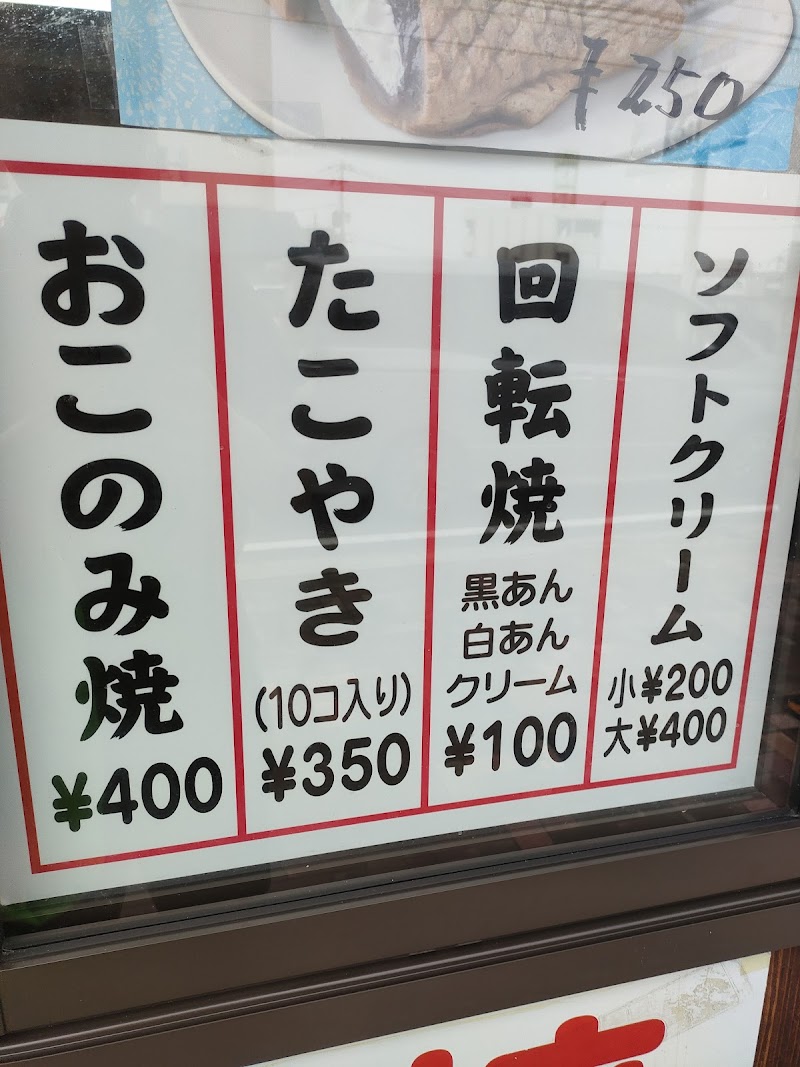 ¥250
ソフトクリーム
小¥200
大¥400
回転焼
黒あん
白あん
クリーム
¥100
たこやき
(10コ入り)
¥350
おこのみ焼
¥400